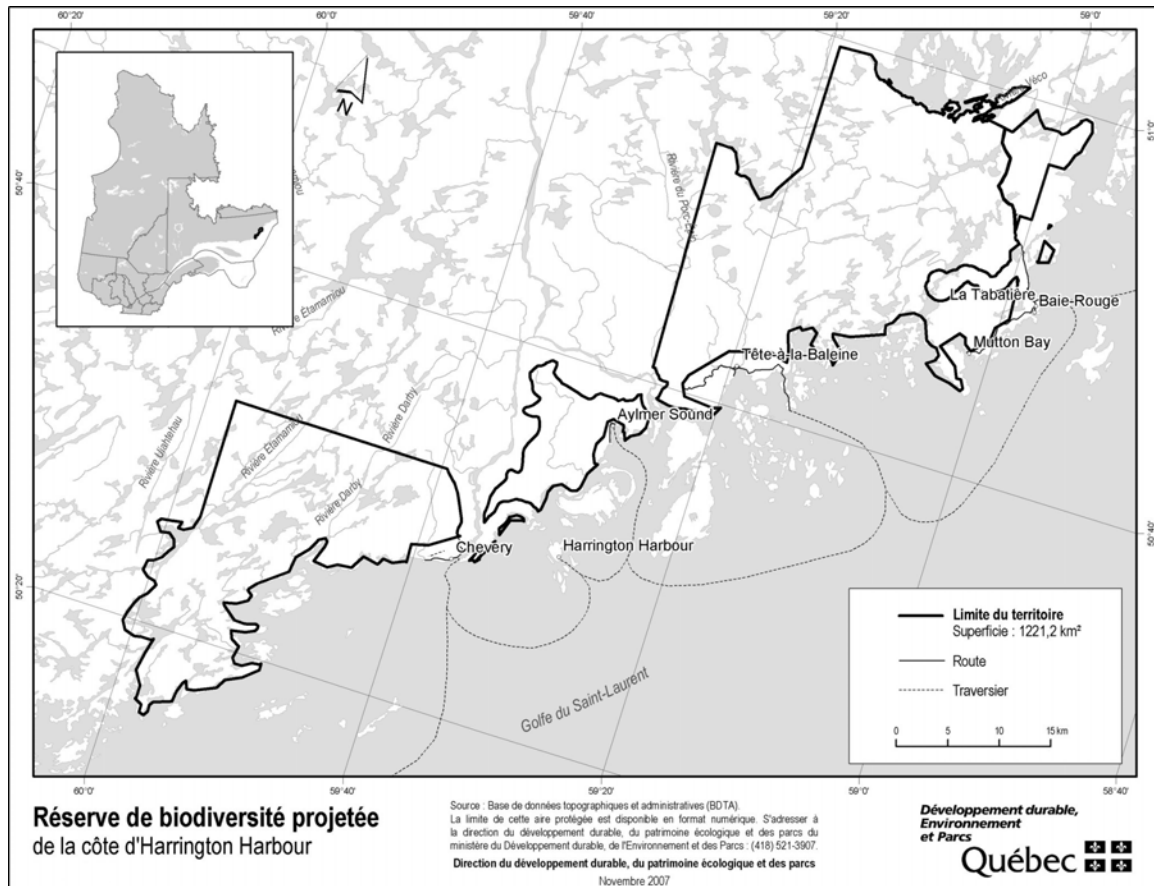 60°20'
60°0'
59°40'
59°20'
59°0'
50°40'
51°0'
50°20'
50°40'
N
Rivière du Porc-Épic
La Tabatière
Baie-Rouge
Mutton Bay
Tête-à-la-Baleine
Aylmer Sound
Rivière Étamamiou
Rivière Darby
Rivière Étamamiou
Rivière Darby
Chevery
Harrington Harbour
Golfe du Saint-Laurent
Limite du territoire
Superficie : 1221,2 km²
Route
Traversier
0 5 10 15 km
60°0'
59°40'
59°20'
59°0'
58°40'
Réserve de biodiversité projetée
de la côte d'Harrington Harbour
Source : Base de données topographiques et administratives (BDTA).
La limite de cette aire protégée est disponible en format numérique. S'adresser à
la direction du développement durable, du patrimoine écologique et des parcs du
ministère du Développement durable, de l'Environnement et des Parcs : (418) 521-3907.
Direction du développement durable, du patrimoine écologique et des parcs
Novembre 2007
Développement durable,
Environnement
et Parcs
Québec